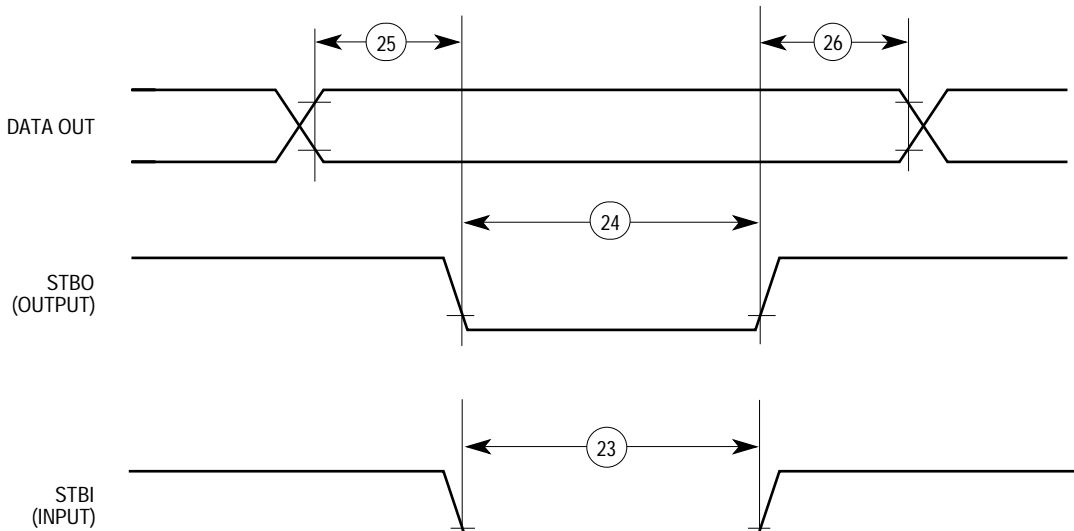 25
26
DATA OUT
24
STBO
(OUTPUT)
23
STBI
(INPUT)